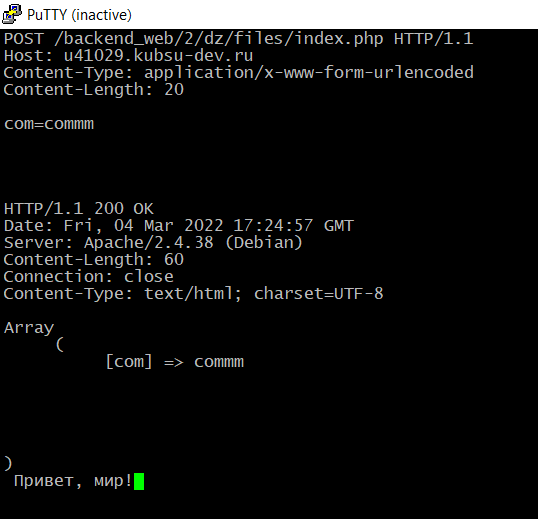 PuTTY (inactive)
POST /backend_web/2/dz/files/index.php HTTP/1.1
Host: u41029.kubsu-dev.ru
Content-Type: application/x-www-form-urlencoded
Content-Length: 20
com=commm
HTTP/1.1 200 OK
Date: Fri, 04 Mar 2022 17:24:57 GMT
Server: Apache/2.4.38 (Debian)
Content-Length: 60
Connection: close
Content-Type: text/html; charset=UTF-8
Array
(
[com] => commm
)
Привет, мир!